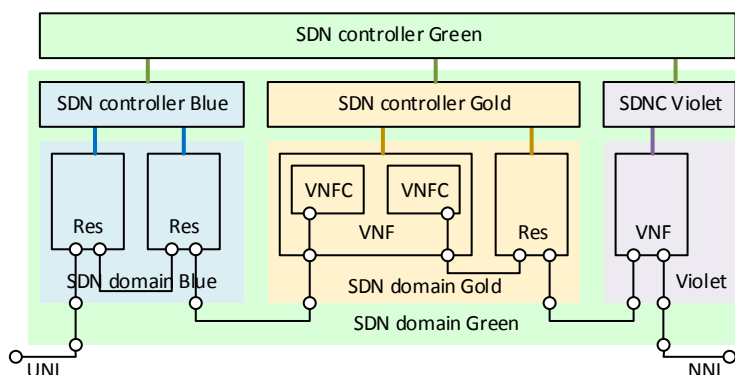 SDN controller Green
SDN controller Blue
SDN controller Gold
SDNC Violet
VNFC
VNFC
Res
Res
VNF
Res
VNF
SDN domain Blue
SDN domain Gold
Violet
SDN domain Green
UNI
NNI